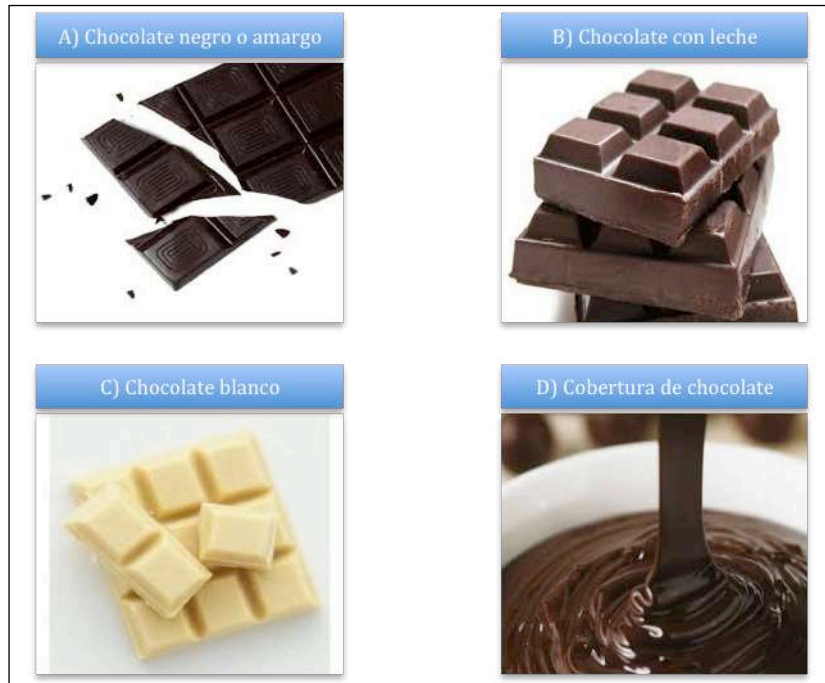 A) Chocolate negro o amargo
B) Chocolate con leche
C) Chocolate blanco
D) Cobertura de chocolate